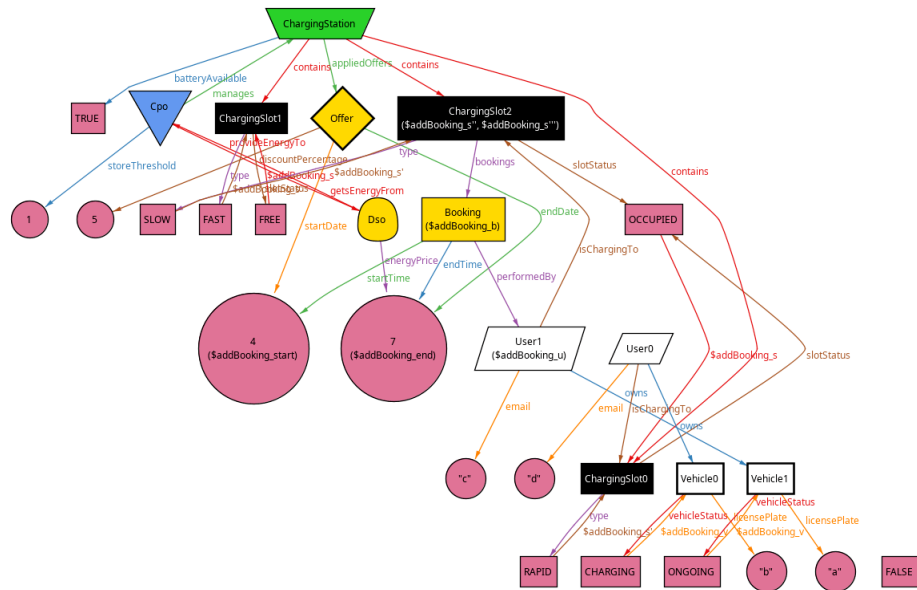 ChargingStation
contains
appliedOffers
contains
batteryAvailable
manages
TRUE
Cpo
ChargingSlot1
Offer
ChargingSlot2
($addBooking_s'', $addBooking_s''')
contains
provideEnergyTo
type
discountPercentage
bookings
slotStatus
storeThreshold
type
$addBooking_s
$addBooking_s'
getsEnergyFrom
1
5
SLOW
FAST
FREE
Dso
Booking
($addBooking_b)
endDate
OCCUPIED
startDate
isChargingTo
energyPrice
endTime
startTime
performedBy
4
($addBooking_start)
7
($addBooking_end)
User1
($addBooking_u)
User0
$addBooking_s
slotStatus
email
email
owns
isChargingTo
owns
"c"
"d"
ChargingSlot0
Vehicle0
Vehicle1
type
$addBooking_s'
vehicleStatus
$addBooking_v
licensePlate
$addBooking_v
vehicleStatus
licensePlate
RAPID
CHARGING
ONGOING
"b"
"a"
FALSE